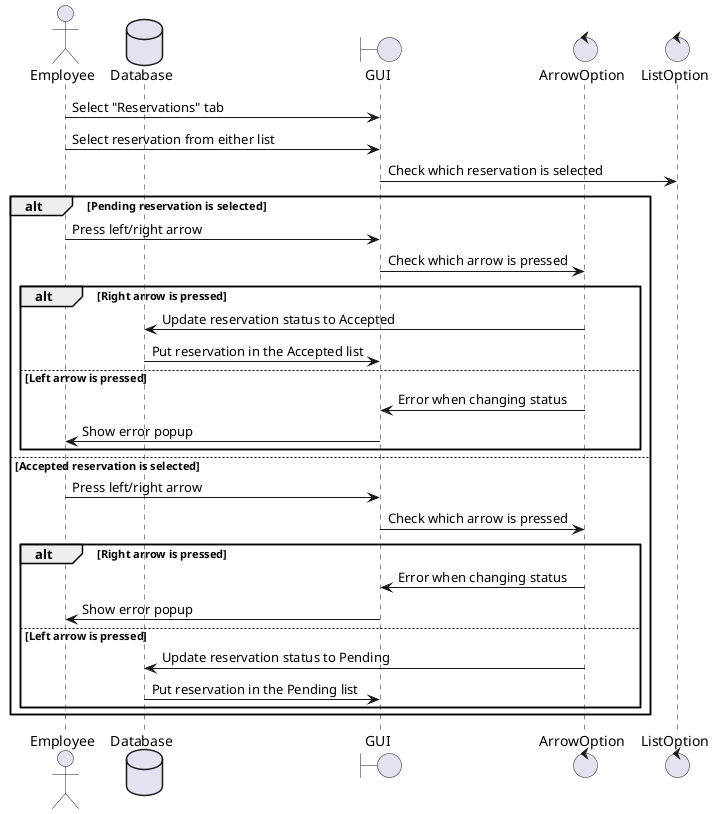 Employee Database GUI ArrowOption ListOption
Select "Reservations" tab
Select reservation from either list
Check which reservation is selected
alt [Pending reservation is selected]
Press left/right arrow
Check which arrow is pressed
alt [Right arrow is pressed]
Update reservation status to Accepted
Put reservation in the Accepted list
[Left arrow is pressed]
Error when changing status
Show error popup
[Accepted reservation is selected]
Press left/right arrow
Check which arrow is pressed
alt [Right arrow is pressed]
Error when changing status
Show error popup
[Left arrow is pressed]
Update reservation status to Pending
Put reservation in the Pending list
Employee Database GUI ArrowOption ListOption